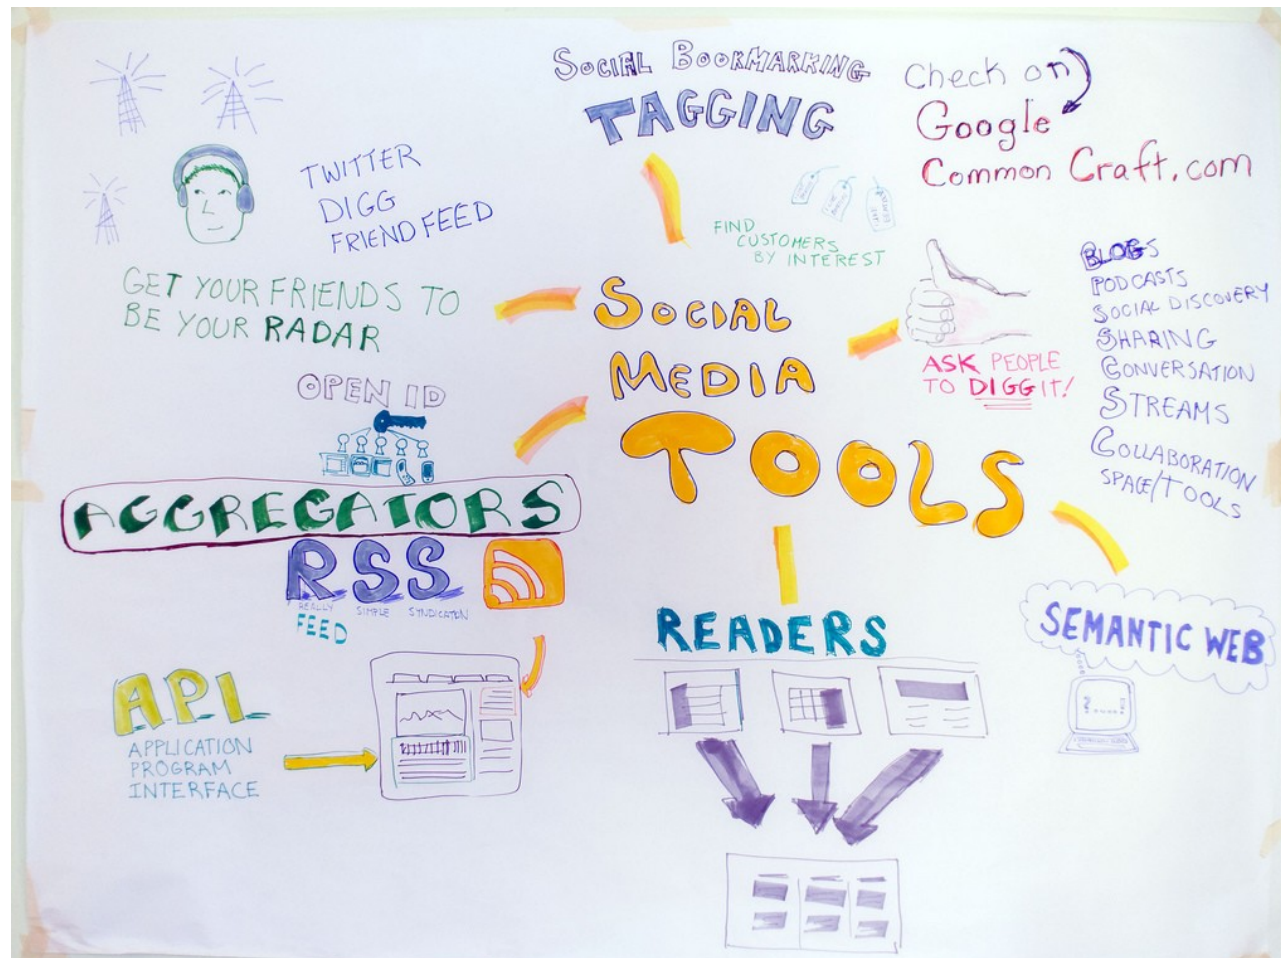 SOCIAL BOOKMARKING
TAGGING
Check on
Google
Common Craft.com
TWITTER
DIGG
FRIENDFEED
FIND
CUSTOMERS
BY INTEREST
GET YOUR FRIENDS TO
BE YOUR RADAR
SOCIAL
MEDIA
TOOLS
ASK PEOPLE
TO DIGG IT!
BLOGS
PODCASTS
SOCIAL DISCOVERY
SHARING
CONVERSATION
STREAMS
COLLABORATION
SPACE/TOOLS
OPEN ID
AGGREGATORS
RSS
REALLY SIMPLE SYNDICATION
FEED
API
APPLICATION
PROGRAM
INTERFACE
READERS
SEMANTIC WEB